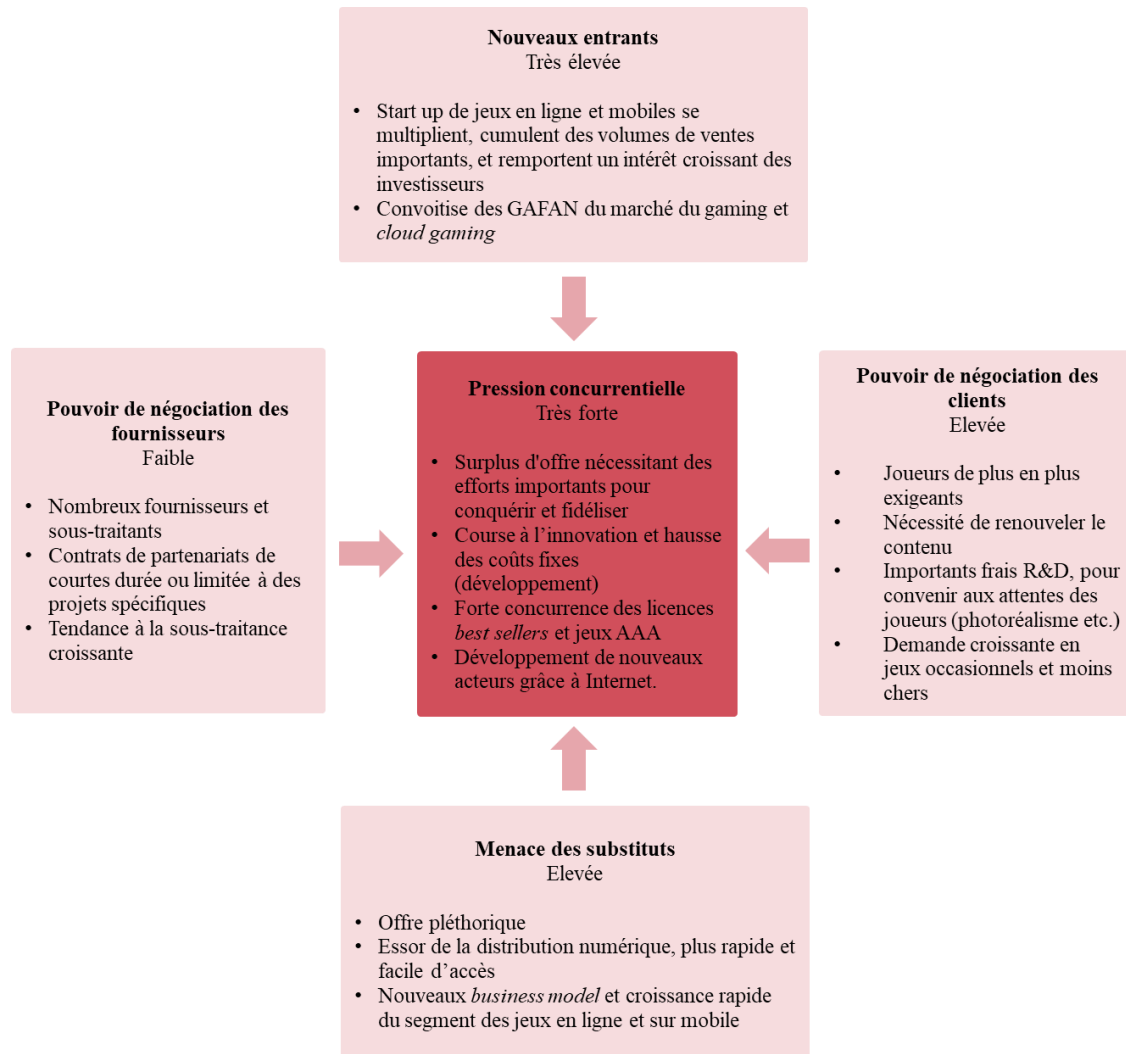 Nouveaux entrants
Très élevée
• Start up de jeux en ligne et mobiles se
multiplient, cumulent des volumes de ventes
importants, et remportent un intérêt croissant des
investisseurs
• Convoitise des GAFAN du marché du gaming et
cloud gaming
Pouvoir de négociation des
fournisseurs
Faible
• Nombreux fournisseurs et
sous-traitants
• Contrats de partenariats de
courtes durée ou limitée à des
projets spécifiques
• Tendance à la sous-traitance
croissante
Pression concurrentielle
Très forte
• Surplus d'offre nécessitant des
efforts importants pour
conquérir et fidéliser
• Course à l’innovation et hausse
des coûts fixes
(développement)
• Forte concurrence des licences
best sellers et jeux AAA
• Développement de nouveaux
acteurs grâce à Internet.
Pouvoir de négociation des
clients
Elevée
• Joueurs de plus en plus
exigeants
• Nécessité de renouveler le
contenu
• Importants frais R&D, pour
convenir aux attentes des
joueurs (photoréalisme etc.)
• Demande croissante en
jeux occasionnels et moins
chers
Menace des substituts
Elevée
• Offre pléthorique
• Essor de la distribution numérique, plus rapide et
facile d’accès
• Nouveaux business model et croissance rapide
du segment des jeux en ligne et sur mobile